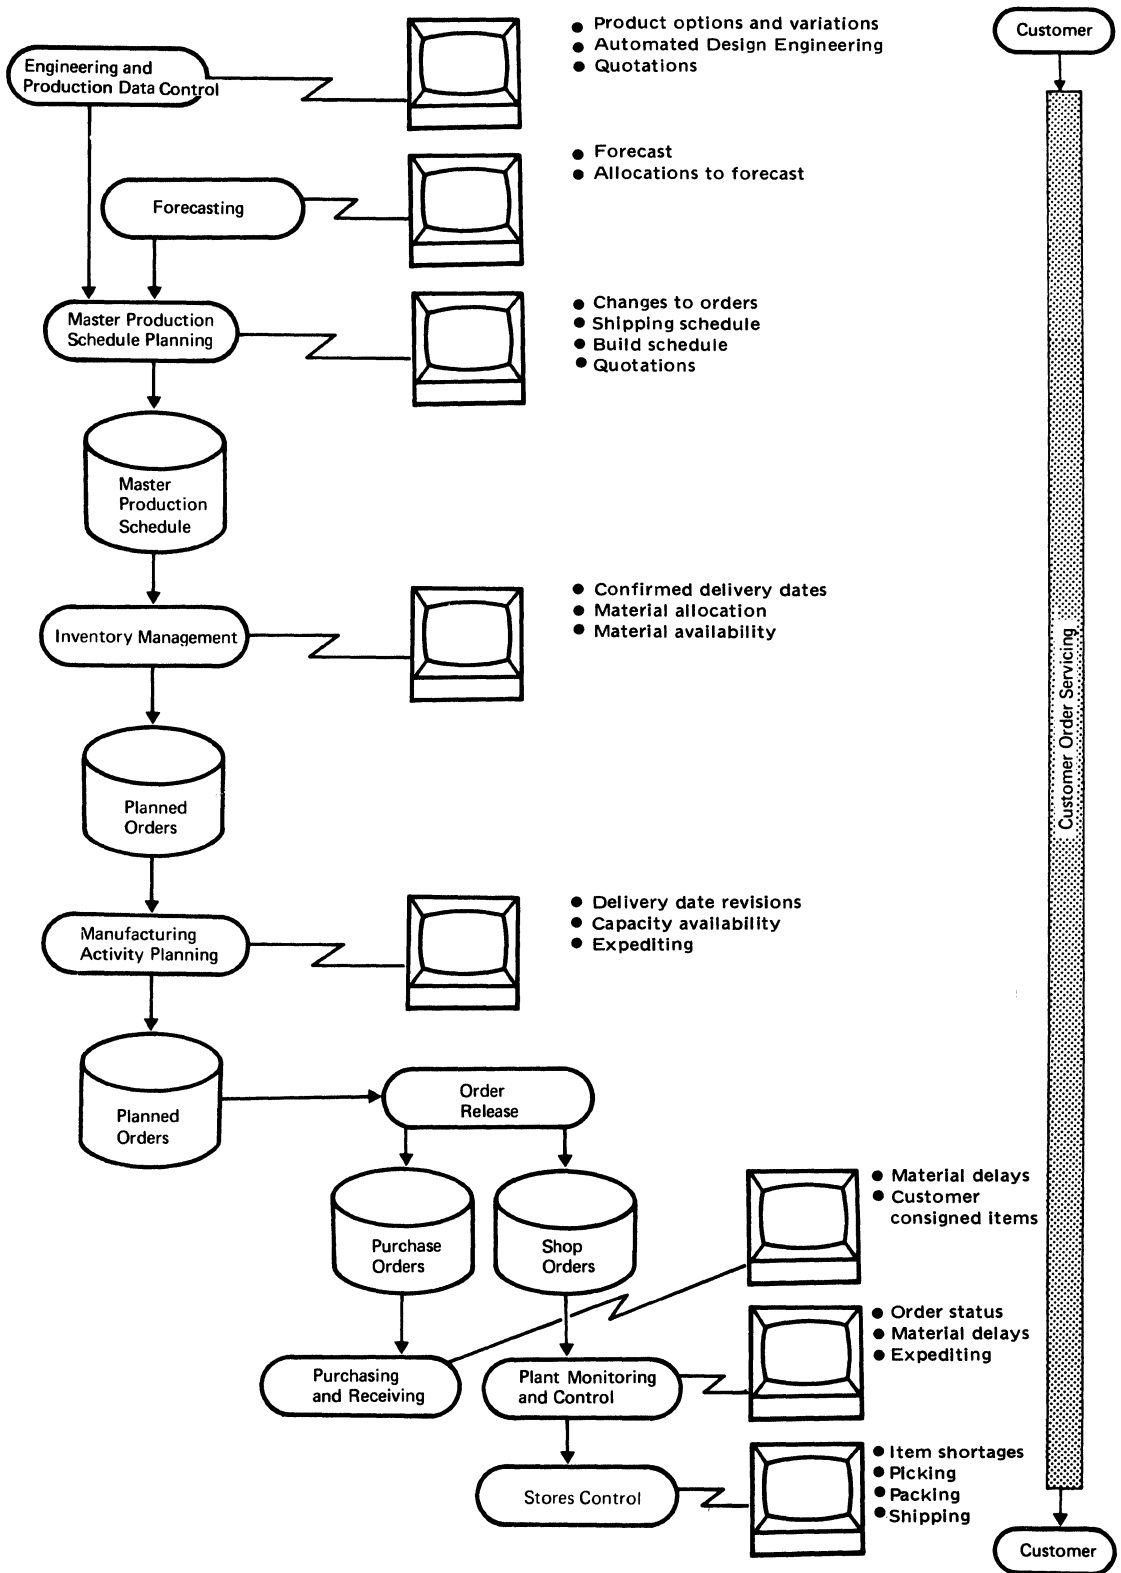 Engineering and
Production Data Control
● Product options and variations
● Automated Design Engineering
● Quotations
Customer
Forecasting
● Forecast
● Allocations to forecast
Master Production
Schedule Planning
● Changes to orders
● Shipping schedule
● Build schedule
● Quotations
Master
Production
Schedule
Inventory Management
● Confirmed delivery dates
● Material allocation
● Material availability
Customer Order Servicing
Planned
Orders
Manufacturing
Activity Planning
● Delivery date revisions
● Capacity availability
● Expediting
Planned
Orders
Order
Release
Purchase
Orders
Shop
Orders
● Material delays
● Customer
consigned items
Purchasing
and Receiving
Plant Monitoring
and Control
● Order status
● Material delays
● Expediting
Stores Control
● Item shortages
● Picking
● Packing
● Shipping
Customer